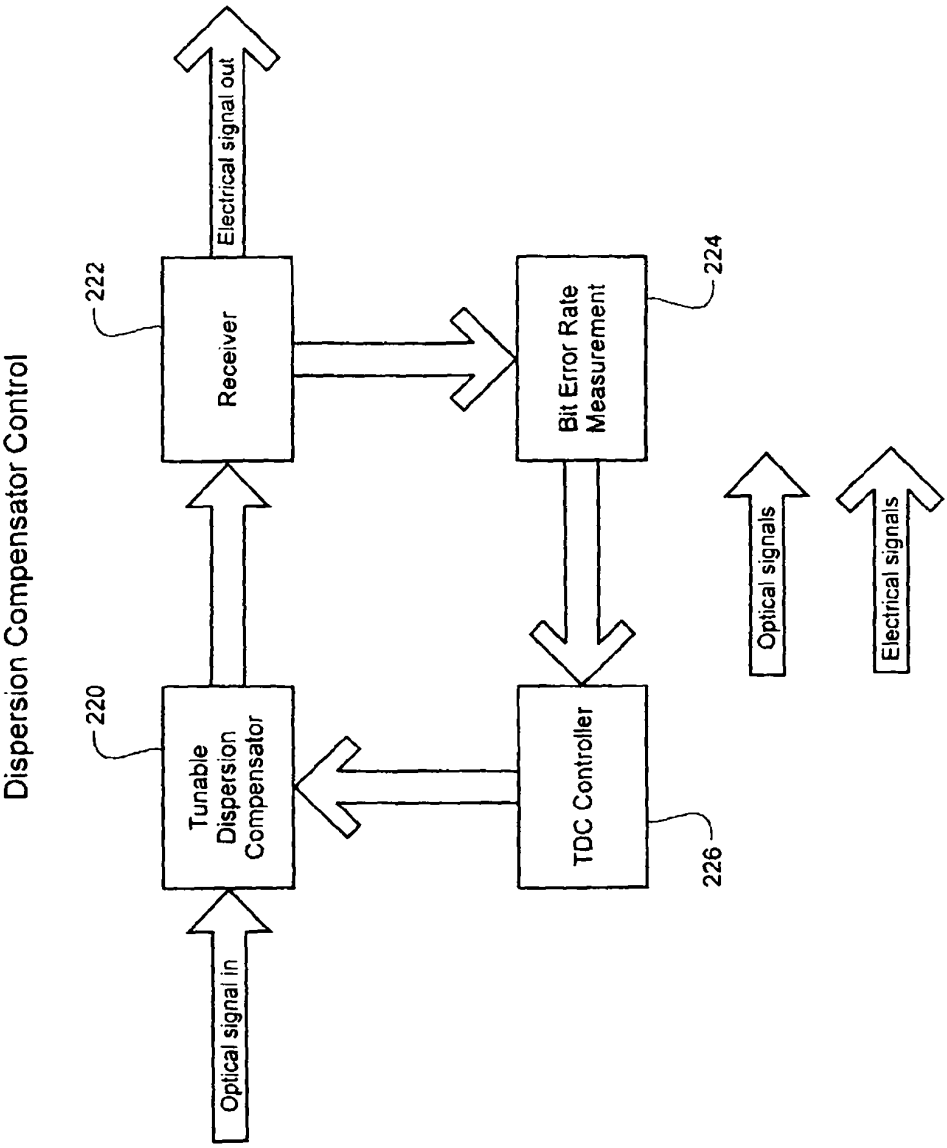 Dispersion Compensator Control
Optical signal in
220
Tunable
Dispersion
Compensator
222
Receiver
Electrical signal out
226
TDC Controller
224
Bit Error Rate
Measurement
Optical signals
Electrical signals